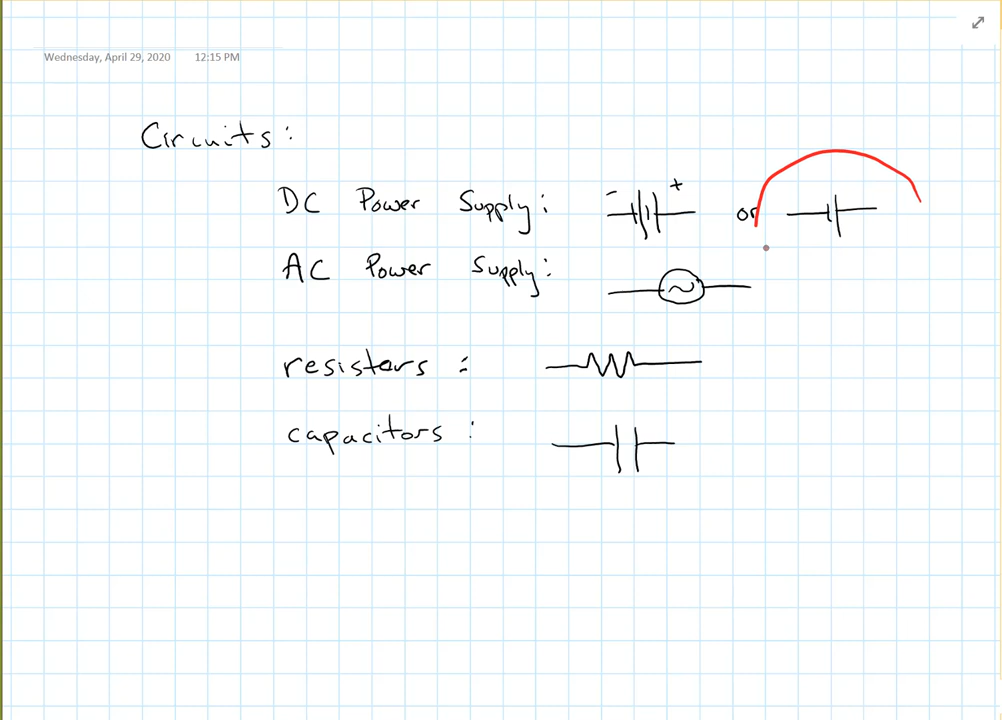 Wednesday, April 29, 2020 12:15 PM
Circuits:
DC Power Supply: - + or
AC Power Supply:
resistors:
capacitors: